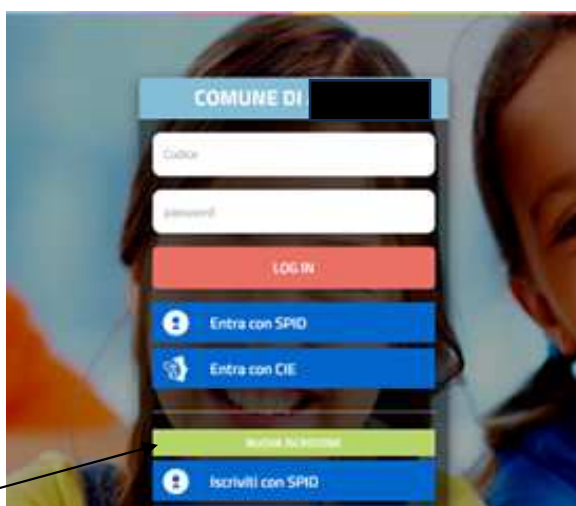 COMUNE DI
Codice
password
LOG IN
Entra con SPID
Entra con CIE
NUOVA ISCRIZIONE
Iscriviti con SPID